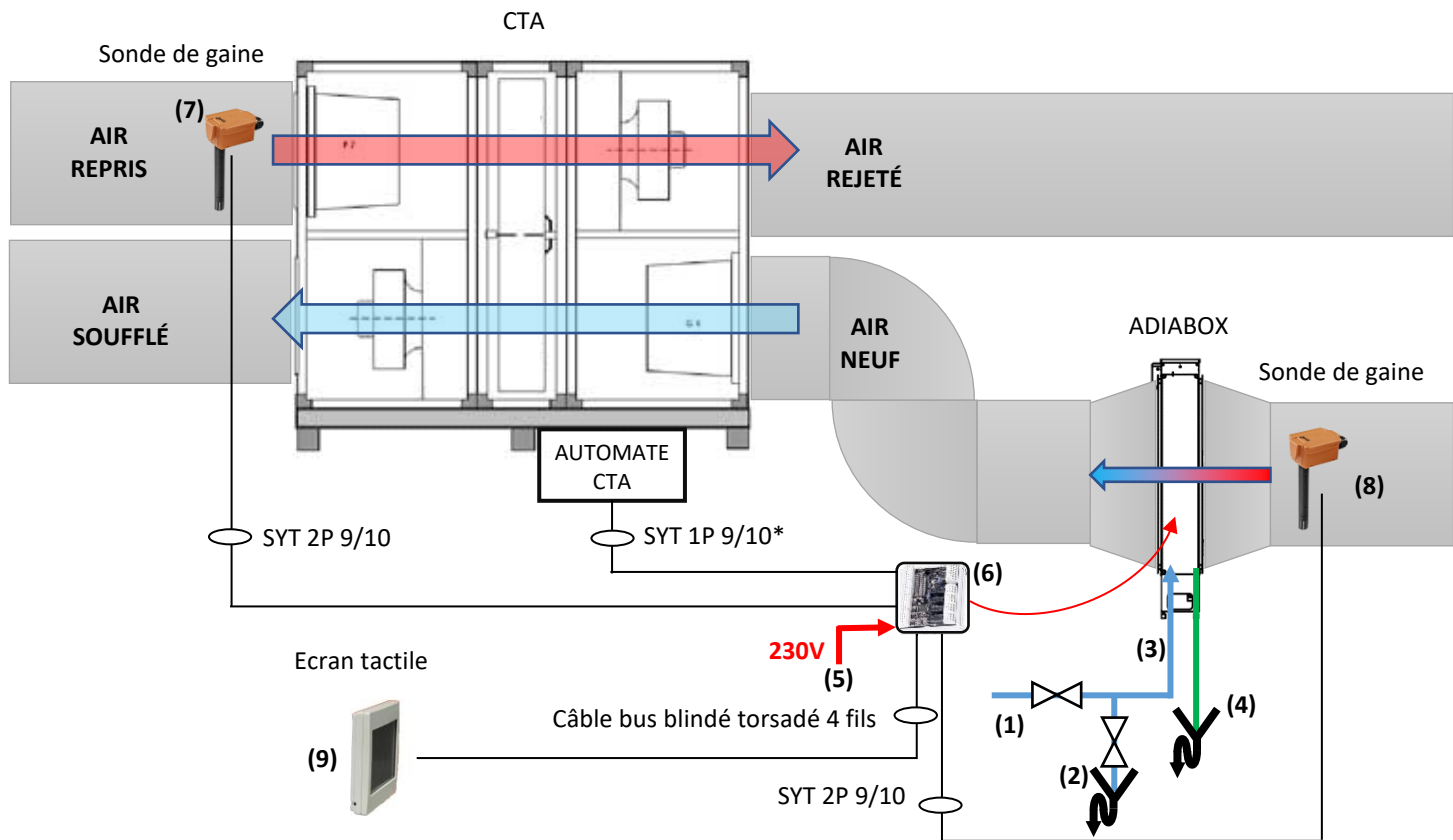 CTA
Sonde de gaine
(7)
AIR
REPRIS
AIR
REJETÉ
AIR
SOUFFLÉ
AIR
NEUF
ADIABOX
Sonde de gaine
(8)
AUTOMATE
CTA
SYT 2P 9/10
SYT 1P 9/10*
(6)
230V
(5)
(3)
Ecran tactile
(9)
Câble bus blindé torsadé 4 fils
(1)
(4)
(2)
SYT 2P 9/10